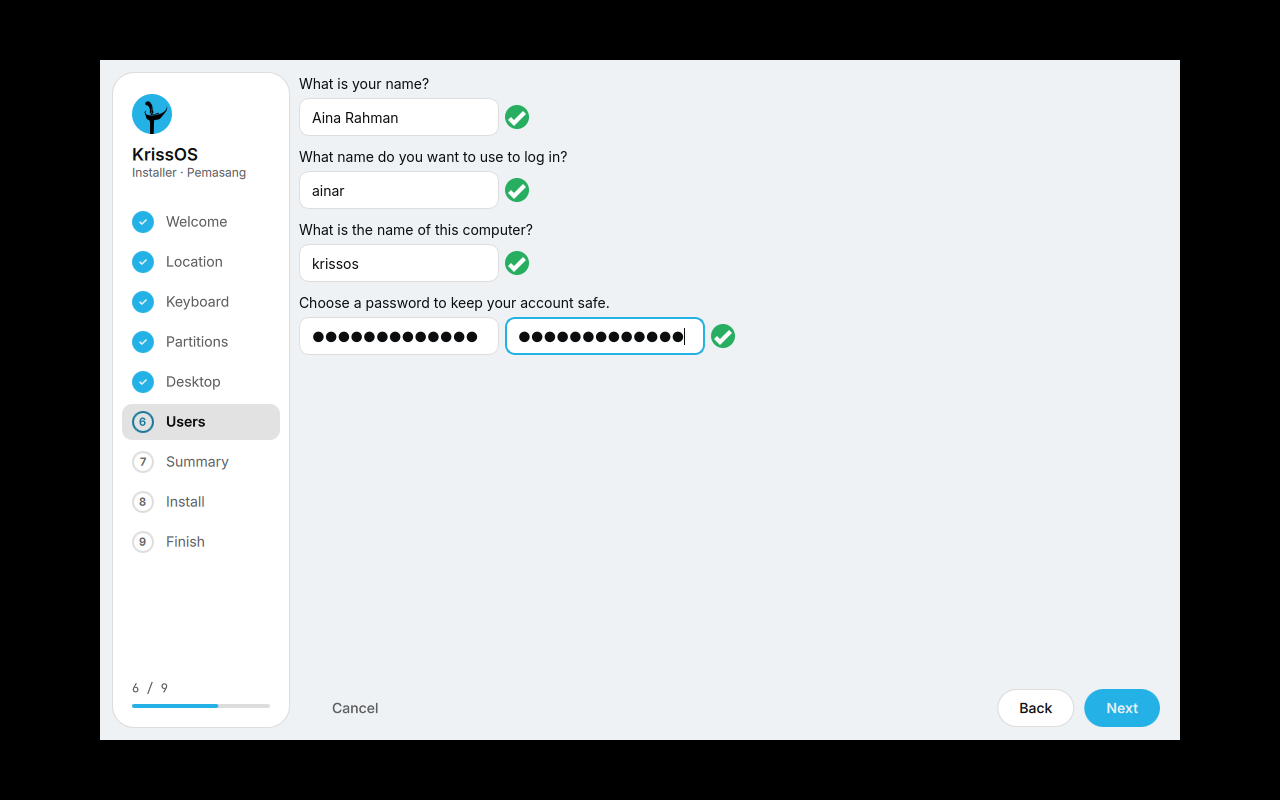 KrissOS
Installer · Pemasang
Welcome
Location
Keyboard
Partitions
Desktop
6 Users
7 Summary
8 Install
9 Finish
6 / 9
What is your name?
Aina Rahman
What name do you want to use to log in?
ainar
What is the name of this computer?
krissos
Choose a password to keep your account safe.
●●●●●●●●●●●●● ●●●●●●●●●●●●●
Cancel
Back
Next